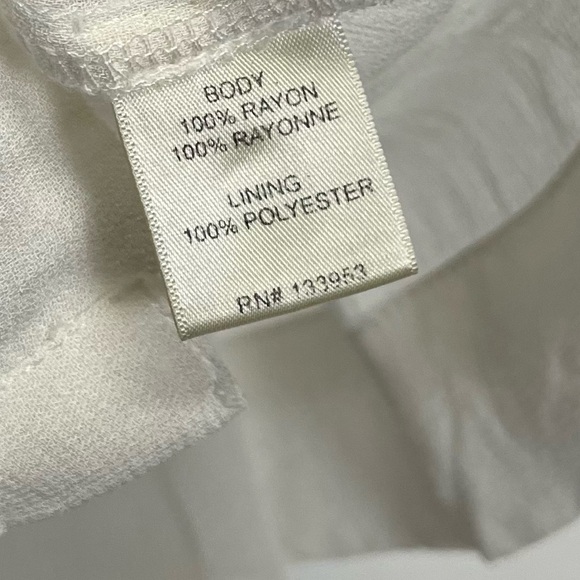 BODY
100% RAYON
100% RAYONNE
LINING
100% POLYESTER
RN# 133953